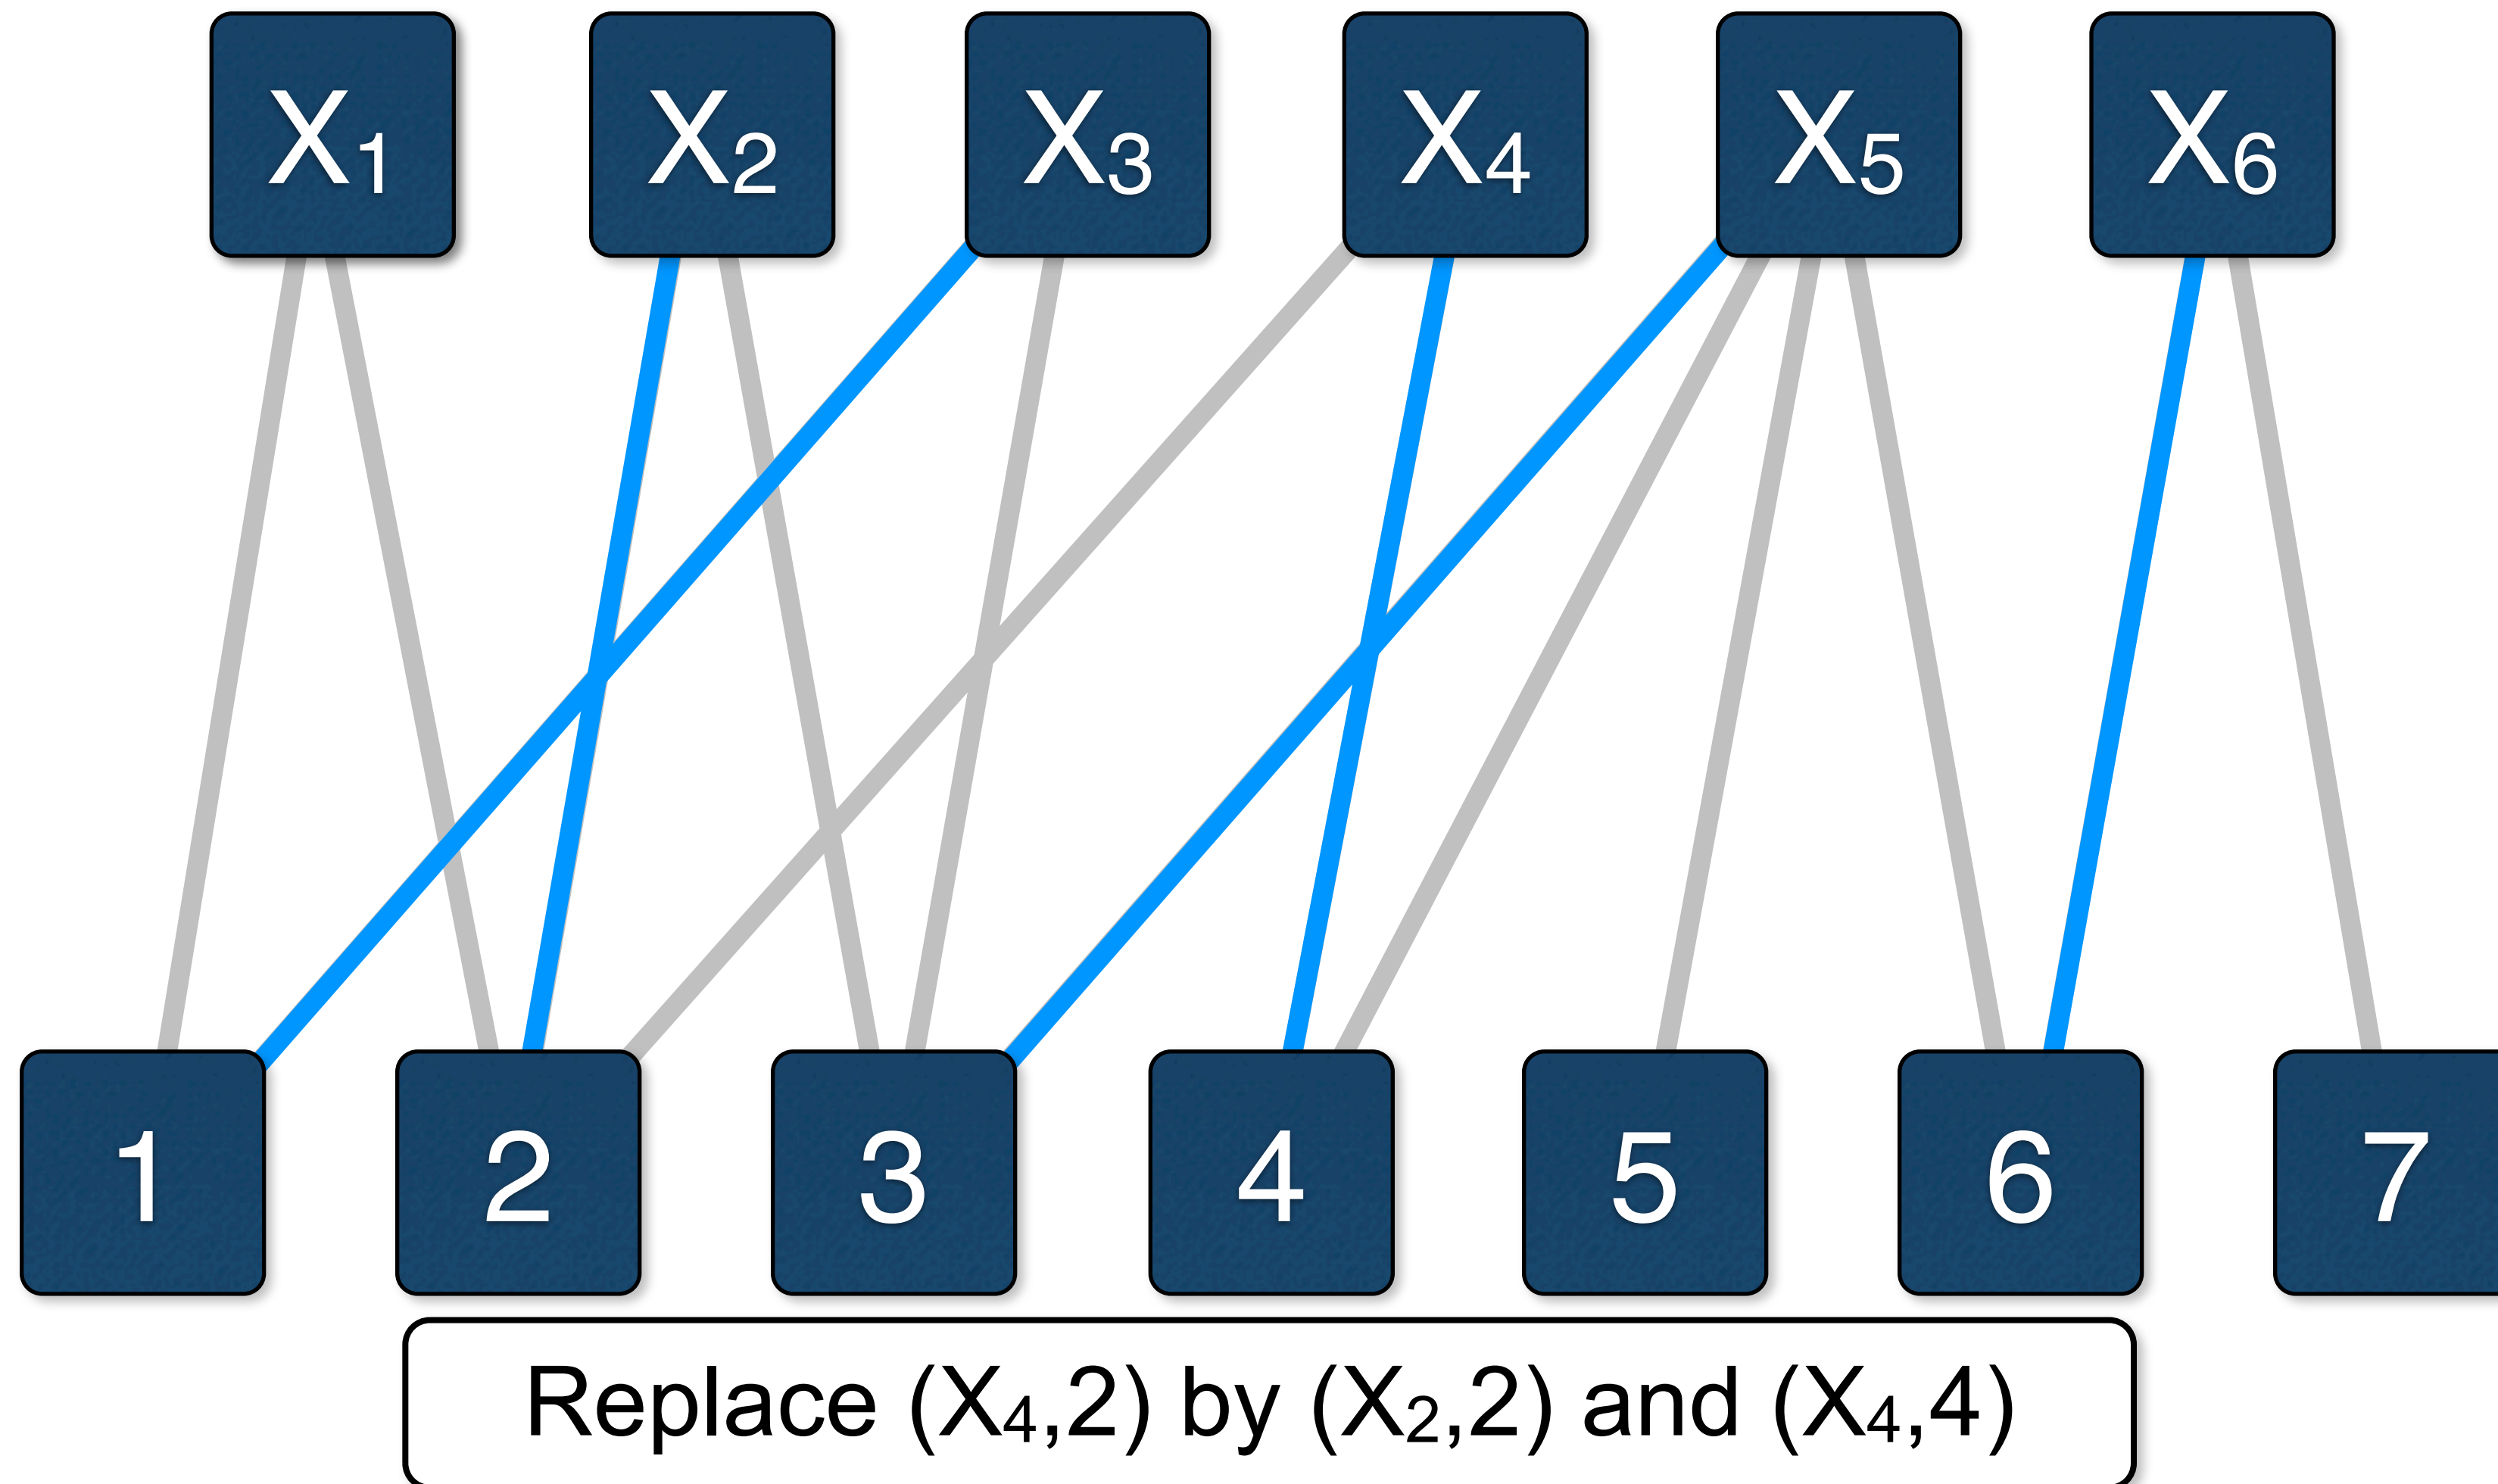 X₁ X₂ X₃ X₄ X₅ X₆
1 2 3 4 5 6 7
Replace (X₄,2) by (X₂,2) and (X₄,4)